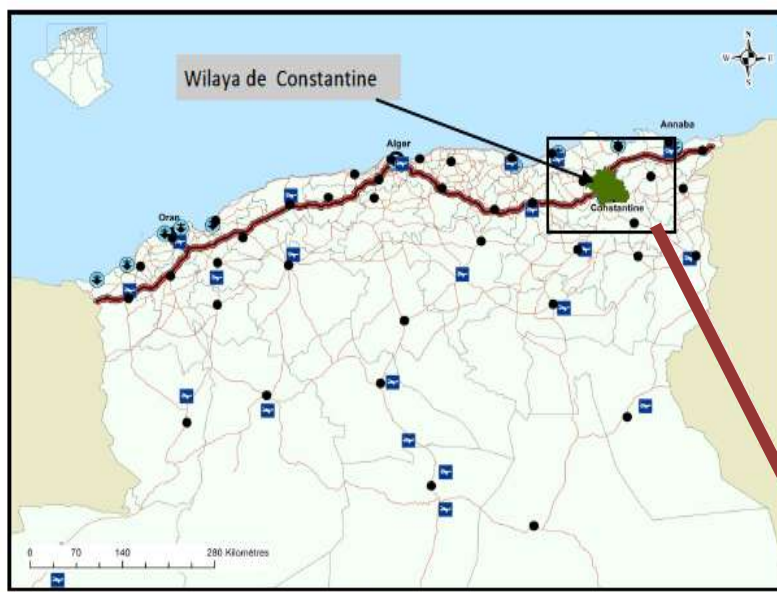 N
W E
S
Wilaya de Constantine
Annaba
Alger
Constantine
Oran
0 70 140 280 Kilomètres